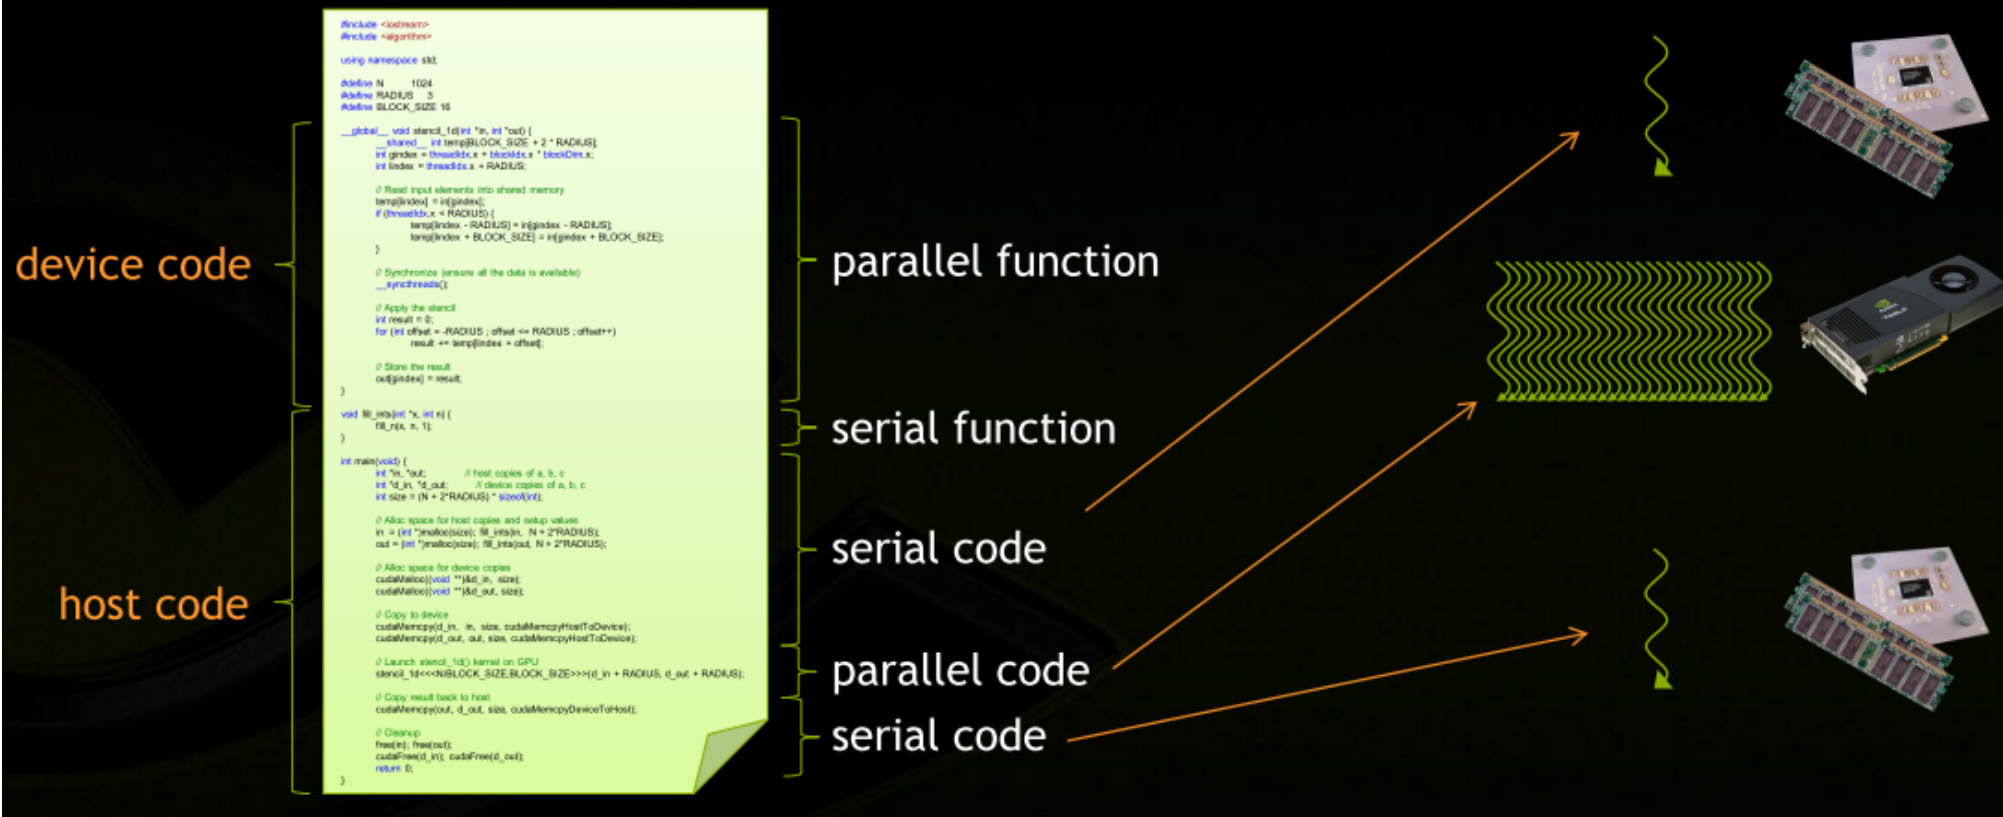 #include <iostream>
#include <algorithm>
using namespace std;
#define N 1024
#define RADIUS 3
#define BLOCK_SIZE 16
__global__ void stencil_1d(int *in, int *out) {
__shared__ int temp[BLOCK_SIZE + 2 * RADIUS];
int gindex = threadIdx.x + blockIdx.x * blockDim.x;
int lindex = threadIdx.x + RADIUS;
// Read input elements into shared memory
temp[lindex] = in[gindex];
if (threadIdx.x < RADIUS) {
temp[lindex - RADIUS] = in[gindex - RADIUS];
temp[lindex + BLOCK_SIZE] = in[gindex + BLOCK_SIZE];
}
// Synchronize (ensure all the data is available)
__syncthreads();
// Apply the stencil
int result = 0;
for (int offset = -RADIUS ; offset <= RADIUS ; offset++)
result += temp[lindex + offset];
// Store the result
out[gindex] = result;
}
void fill_ints(int *x, int n) {
fill_n(x, n, 1);
}
int main(void) {
int *in, *out; // host copies of a, b, c
int *d_in, *d_out; // device copies of a, b, c
int size = (N + 2*RADIUS) * sizeof(int);
// Alloc space for host copies and setup values
in = (int *)malloc(size); fill_ints(in, N + 2*RADIUS);
out = (int *)malloc(size); fill_ints(out, N + 2*RADIUS);
// Alloc space for device copies
cudaMalloc((void **)&d_in, size);
cudaMalloc((void **)&d_out, size);
// Copy to device
cudaMemcpy(d_in, in, size, cudaMemcpyHostToDevice);
cudaMemcpy(d_out, out, size, cudaMemcpyHostToDevice);
// Launch stencil_1d() kernel on GPU
stencil_1d<<<N/BLOCK_SIZE,BLOCK_SIZE>>>(d_in + RADIUS, d_out + RADIUS);
// Copy result back to host
cudaMemcpy(out, d_out, size, cudaMemcpyDeviceToHost);
// Cleanup
free(in); free(out);
cudaFree(d_in); cudaFree(d_out);
return 0;
}
device code
host code
parallel function
serial function
serial code
parallel code
serial code